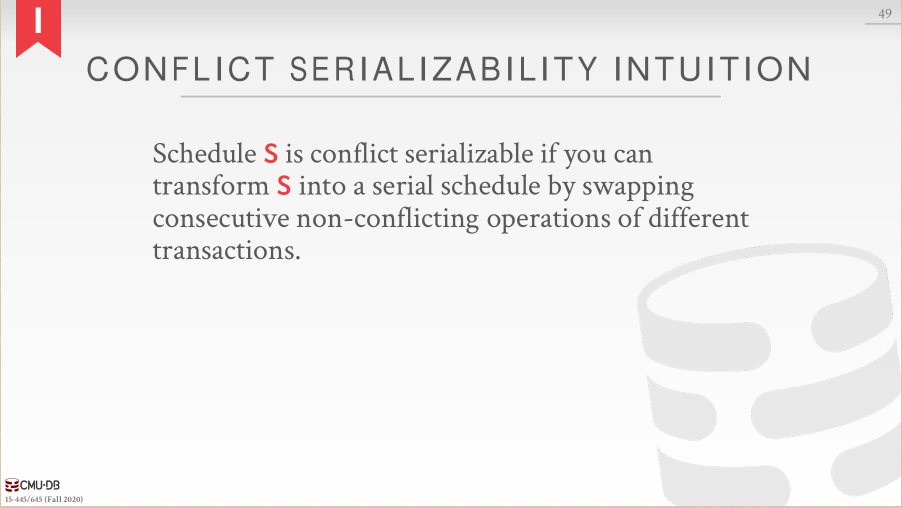 I
49
CONFLICT SERIALIZABILITY INTUITION
Schedule S is conflict serializable if you can
transform S into a serial schedule by swapping
consecutive non-conflicting operations of different
transactions.
CMU·DB
15-445/645 (Fall 2020)